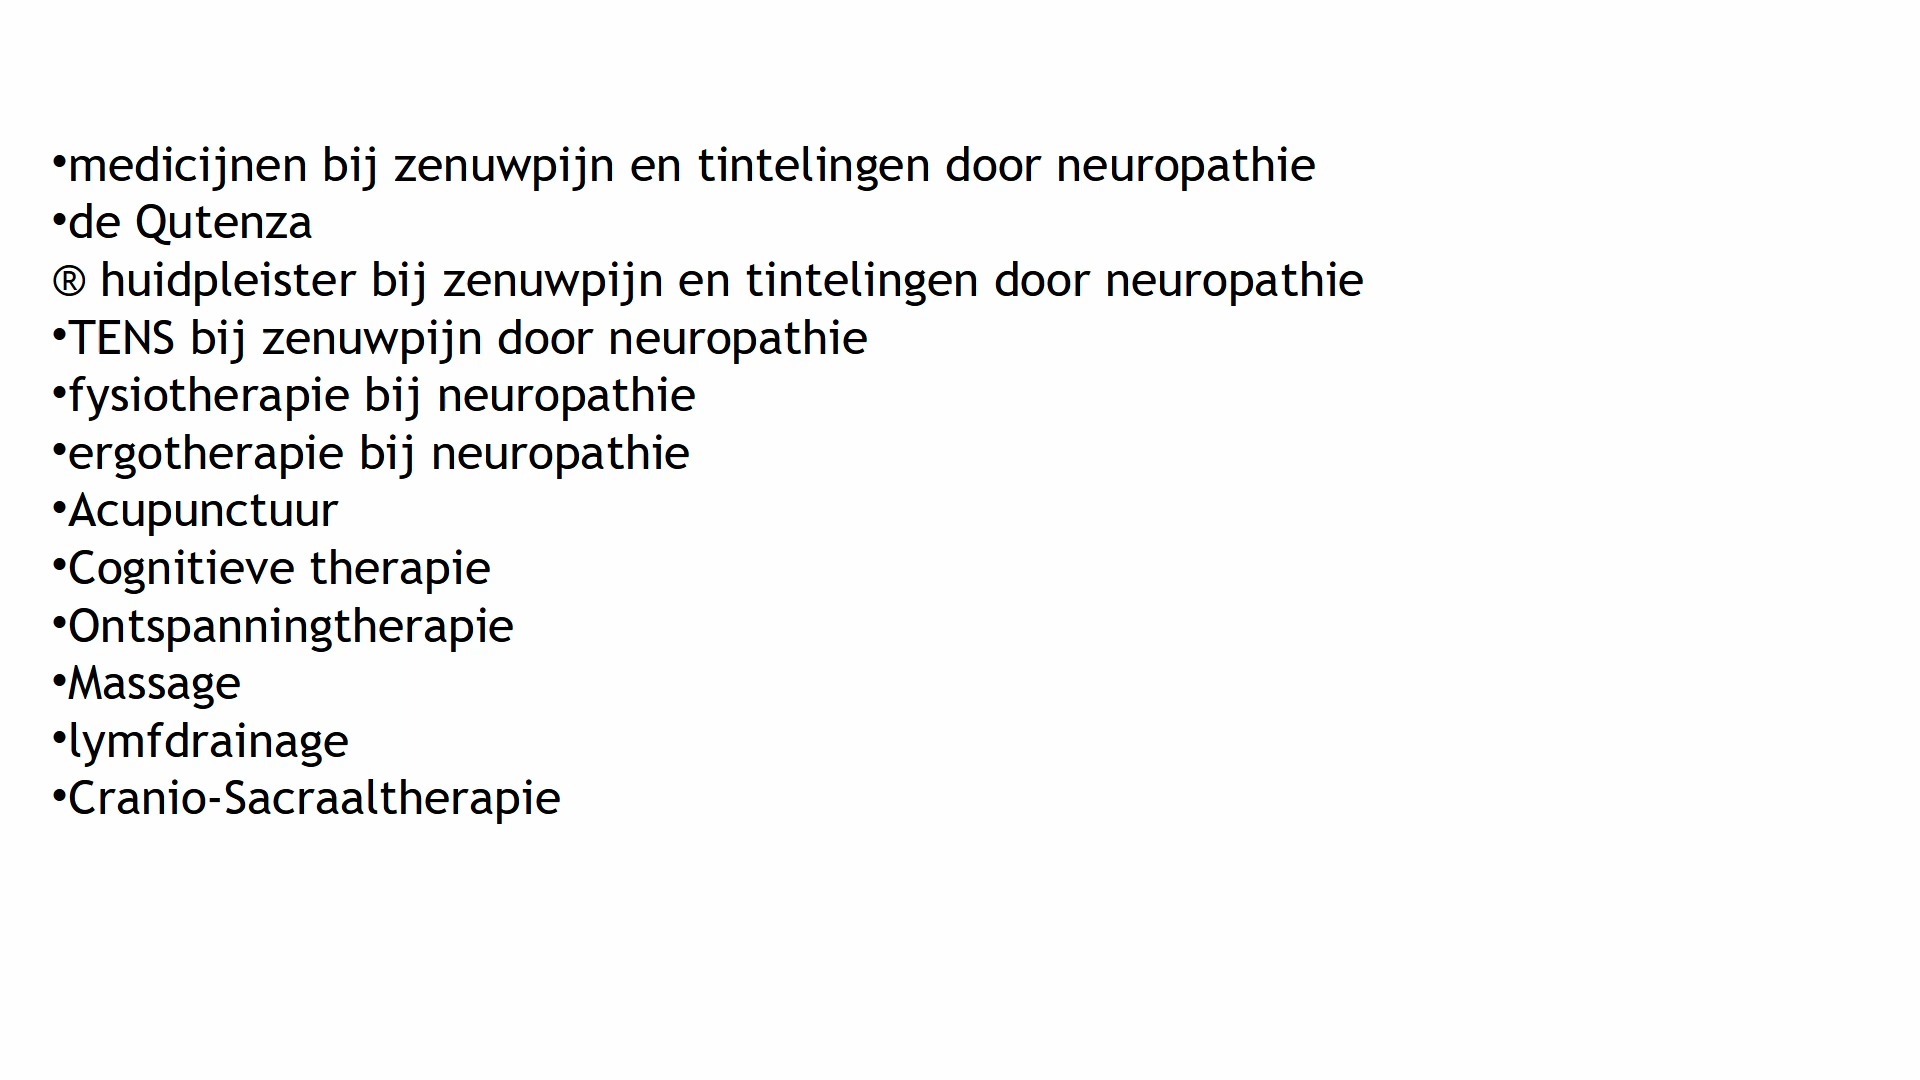 •medicijnen bij zenuwpijn en tintelingen door neuropathie
•de Qutenza
® huidpleister bij zenuwpijn en tintelingen door neuropathie
•TENS bij zenuwpijn door neuropathie
•fysiotherapie bij neuropathie
•ergotherapie bij neuropathie
•Acupunctuur
•Cognitieve therapie
•Ontspanningtherapie
•Massage
•lymfdrainage
•Cranio-Sacraaltherapie